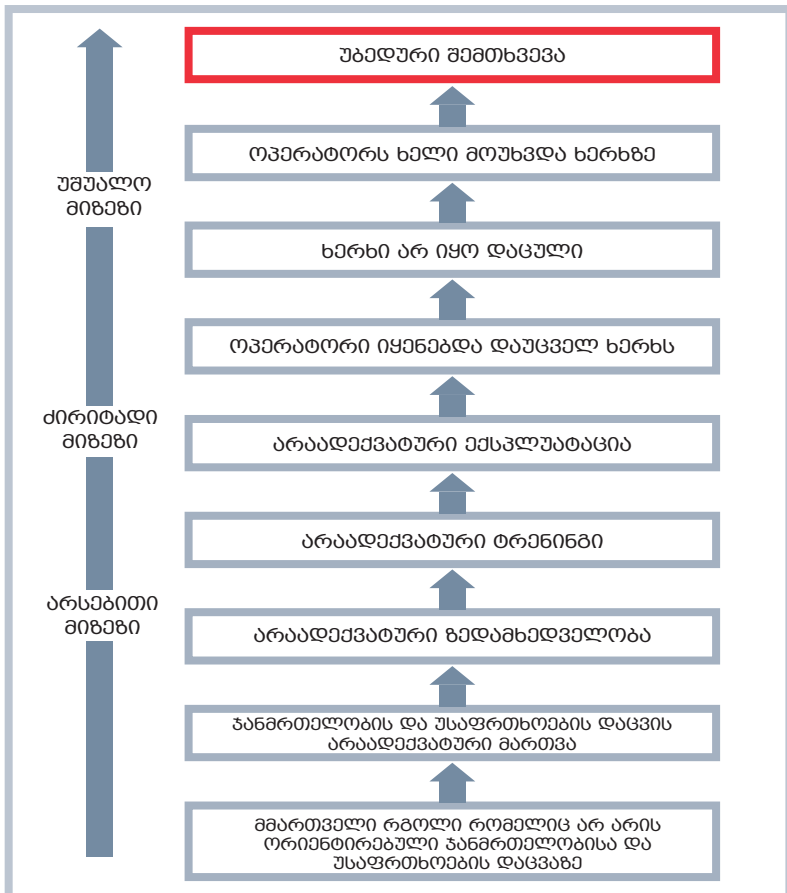 უბედური შემთხვევა
ოპერატორს ხელი მოუხვდა ხერხზე
უშუალო
მიზეზი
ხერხი არ იყო დაცული
ოპერატორი იყენებდა დაუცველ ხერხს
ძირიტადი
მიზეზი
არაადექვატური ექსპლუატაცია
არაადექვატური ტრენინგი
არსებითი
მიზეზი
არაადექვატური ზედამხედველობა
ჯანმრთელობის და უსაფრთხოების დაცვის
არაადექვატური მართვა
მმართველი რგოლი რომელიც არ არის
ორიენტირებული ჯანმრთელობისა და
უსაფრთხოების დაცვაზე